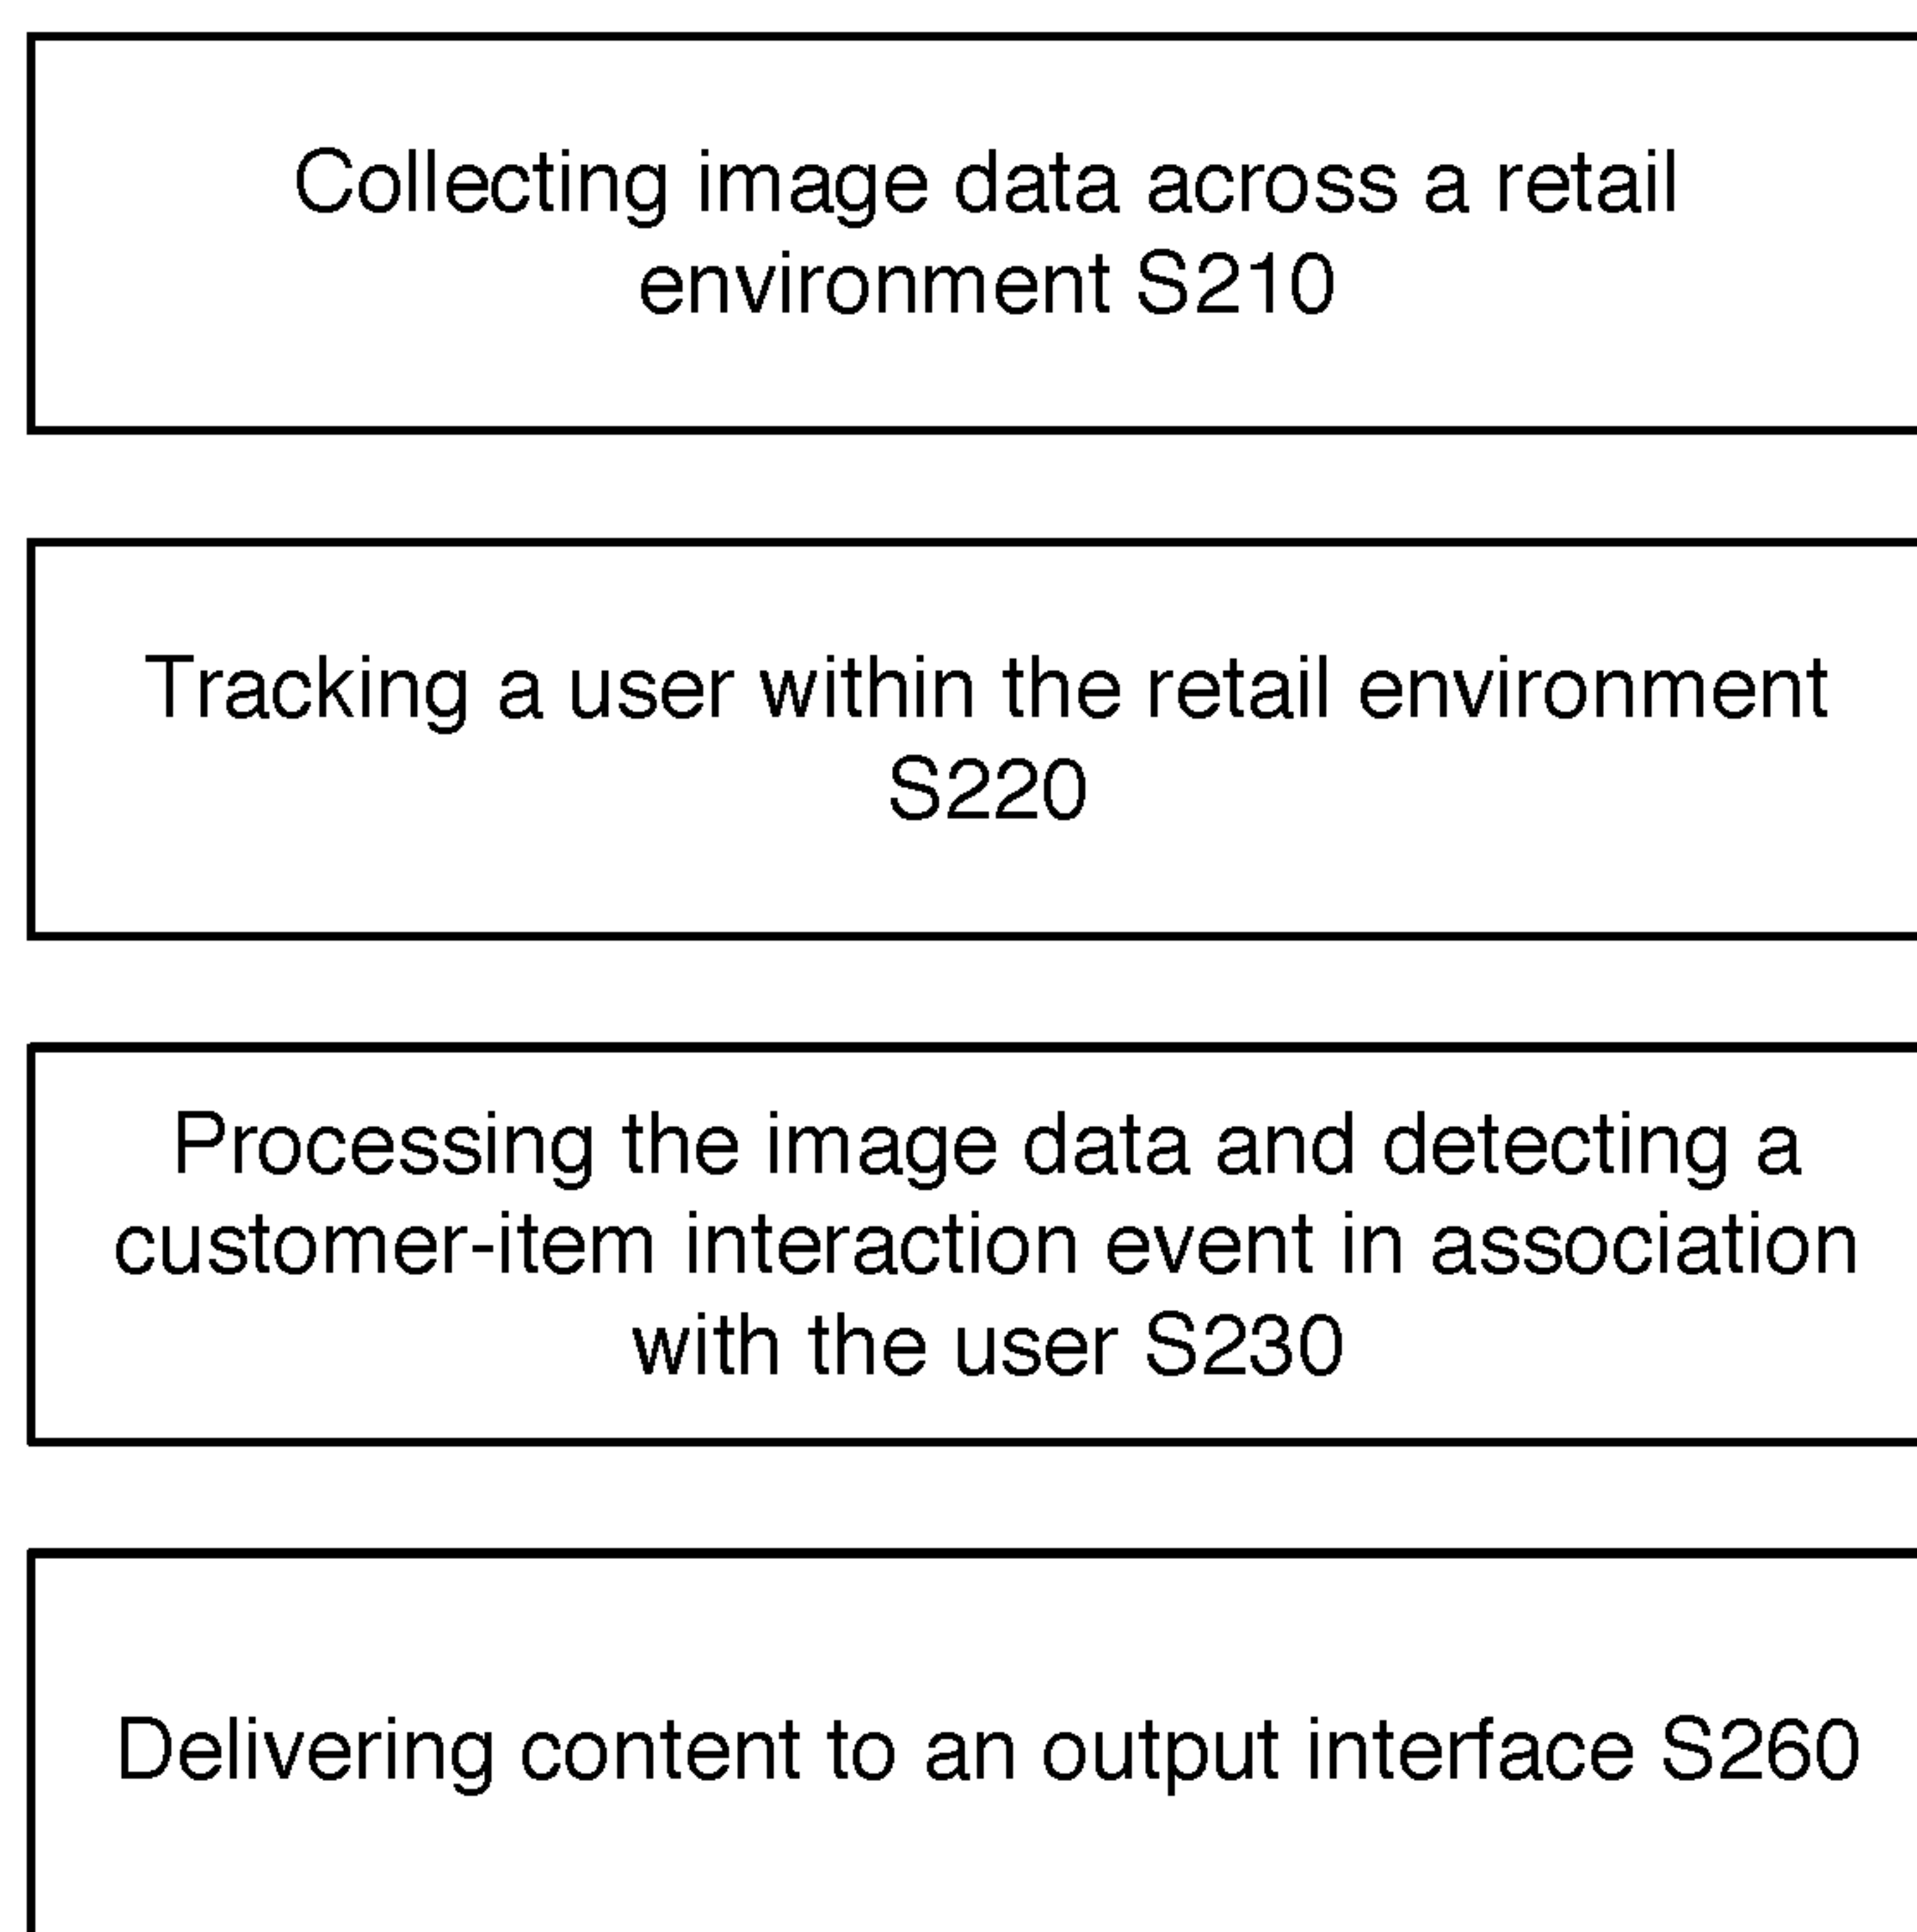 Collecting image data across a retail
environment S210
Tracking a user within the retail environment
S220
Processing the image data and detecting a
customer-item interaction event in association
with the user S230
Delivering content to an output interface S260